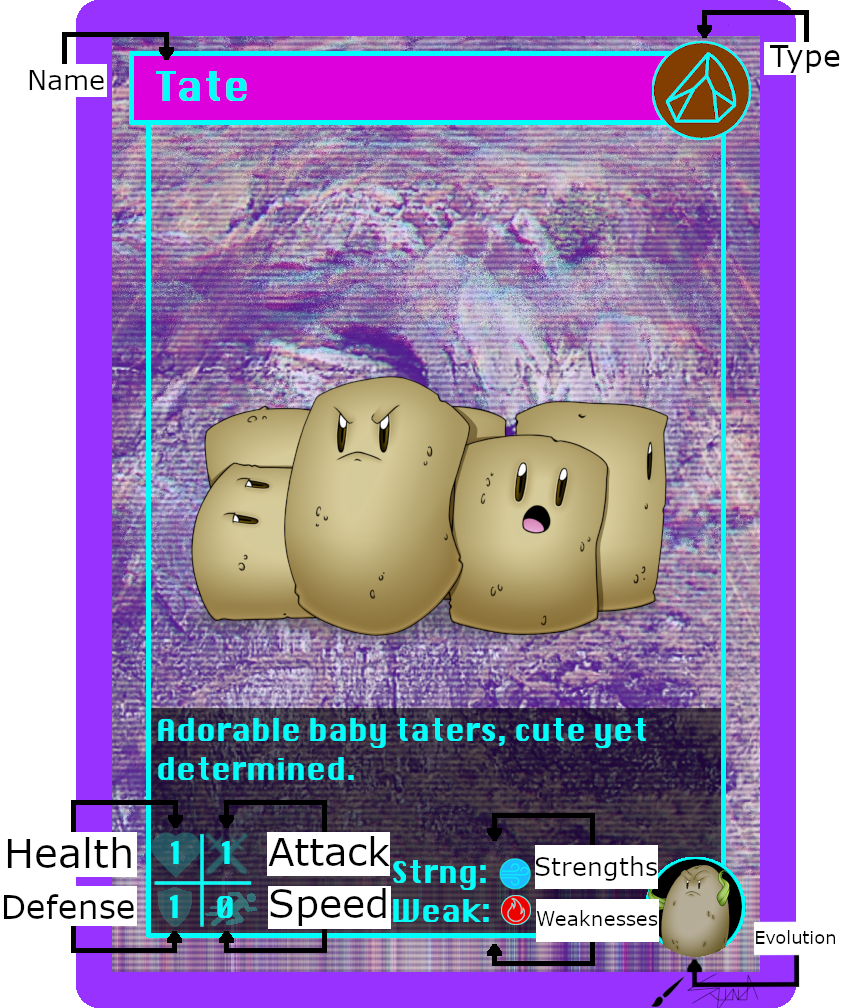 Name
Type
Tate
Adorable baby taters, cute yet
determined.
Health
1
1
Attack
Strng:
Strengths
Defense
1
0
Speed
Weak:
Weaknesses
Evolution